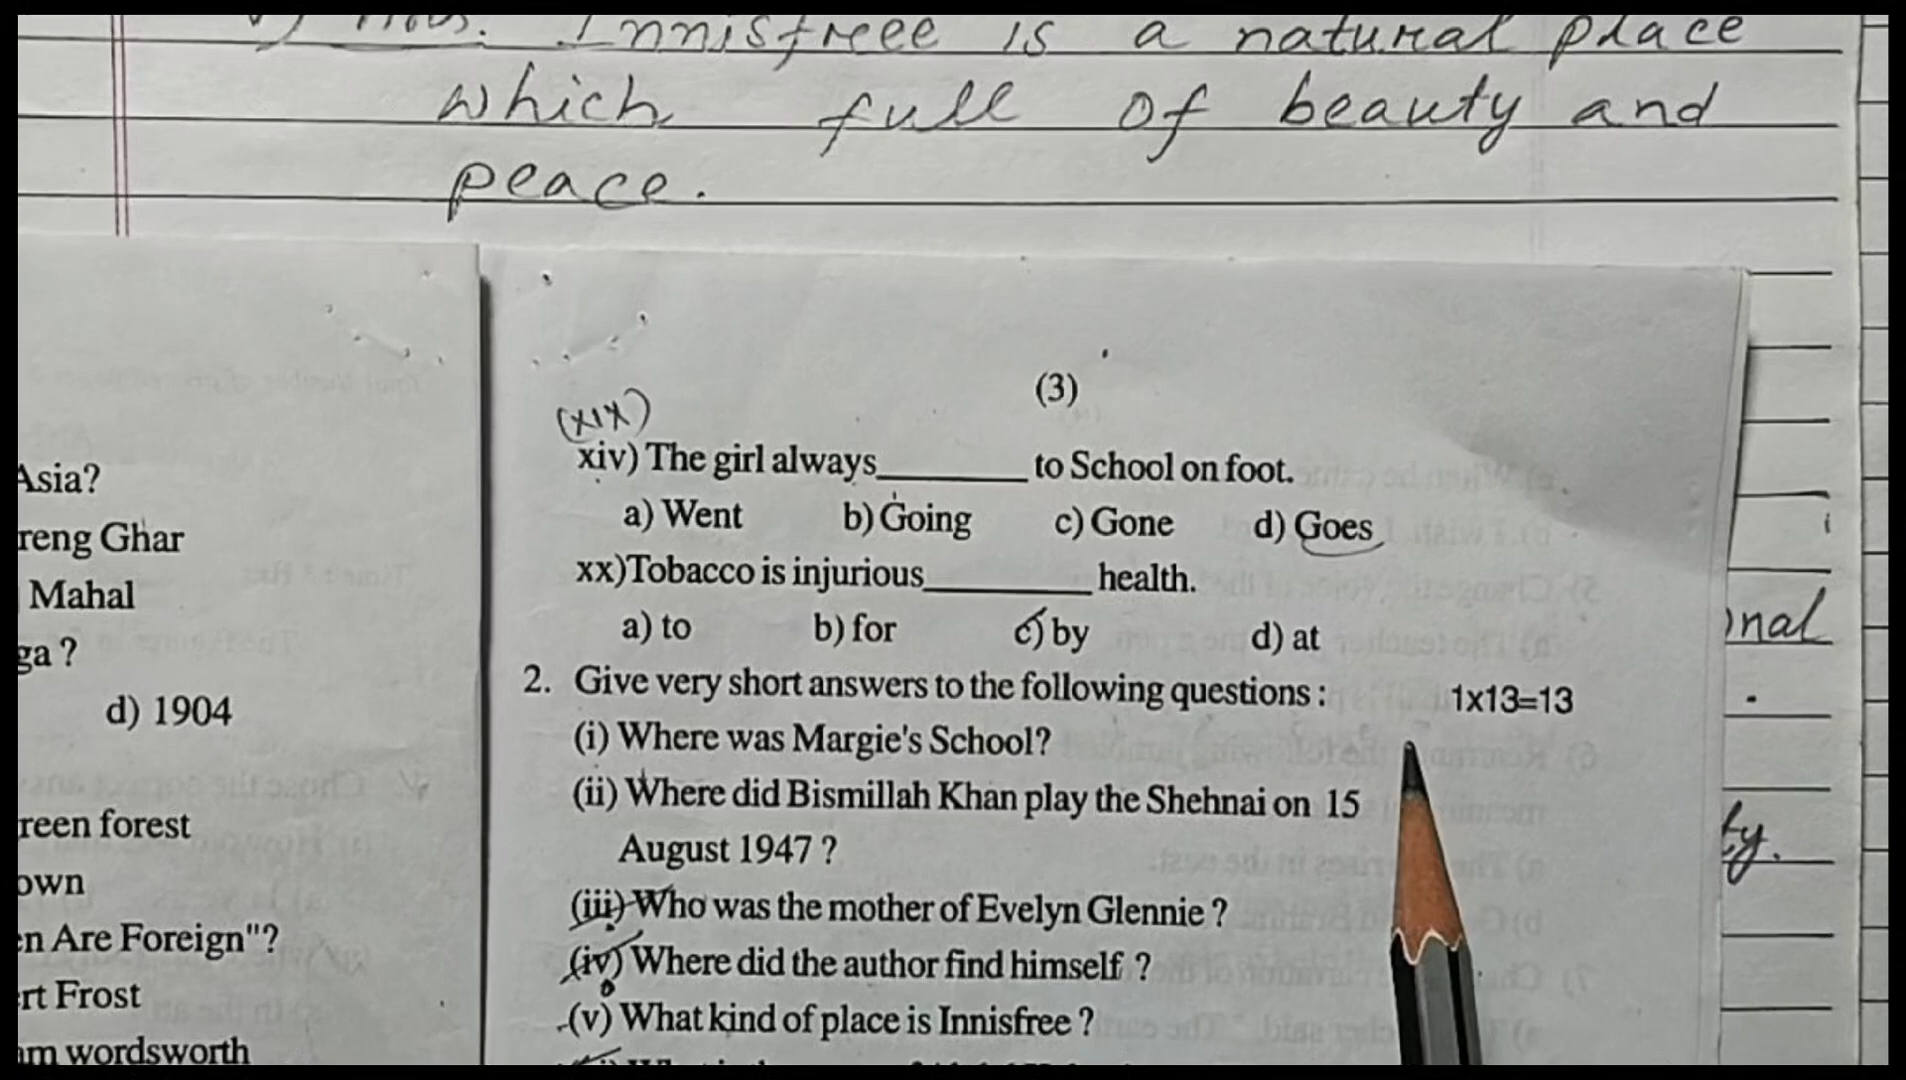 Ans. Innisfree is a natural place
which full of beauty and
peace.
Asia?
reng Ghar
Mahal
ga ?
d) 1904
reen forest
own
en Are Foreign"?
rt Frost
am wordsworth
(3)
(xix)
xiv) The girl always________ to School on foot.
a) Went b) Going c) Gone d) Goes
xx)Tobacco is injurious________ health.
a) to b) for c) by d) at
2. Give very short answers to the following questions : 1x13=13
(i) Where was Margie's School?
(ii) Where did Bismillah Khan play the Shehnai on 15
August 1947 ?
(iii) Who was the mother of Evelyn Glennie ?
(iv) Where did the author find himself ?
(v) What kind of place is Innisfree ?
nal
ty.